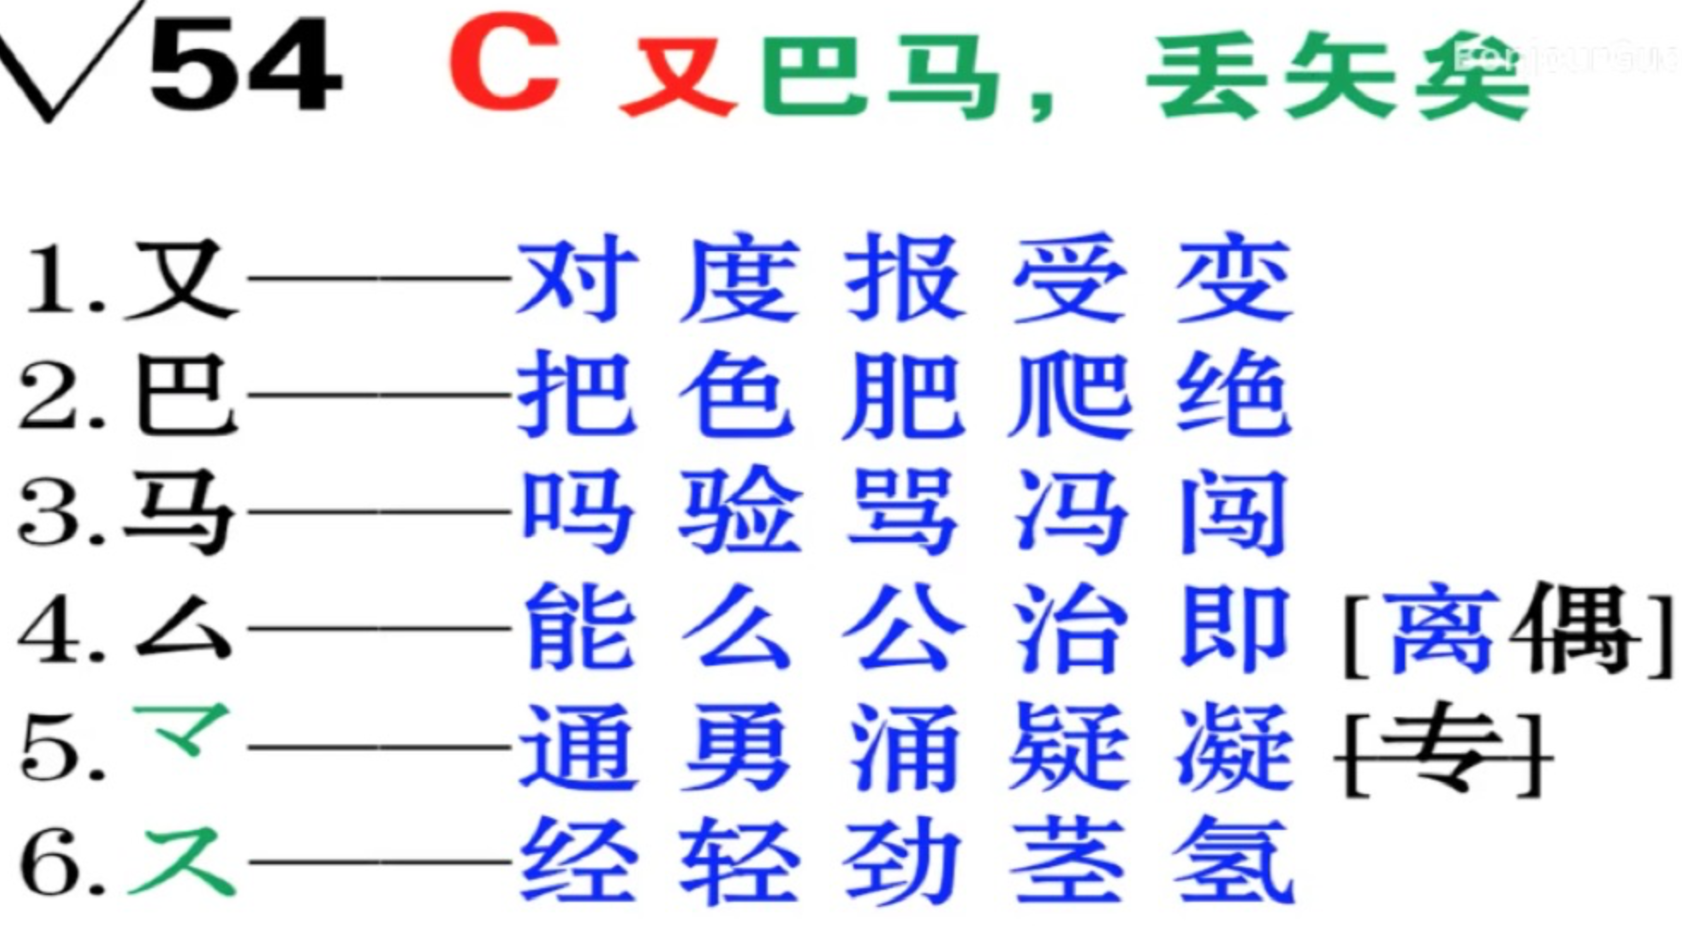 √54 C 又巴马，丢矢矣
1.又——对 度 报 受 变
2.巴——把 色 肥 爬 绝
3.马——吗 验 骂 冯 闯
4.厶——能 么 公 治 即 [离偶]
5.マ——通 勇 涌 疑 凝 [专]
6.ス——经 轻 劲 茎 氢